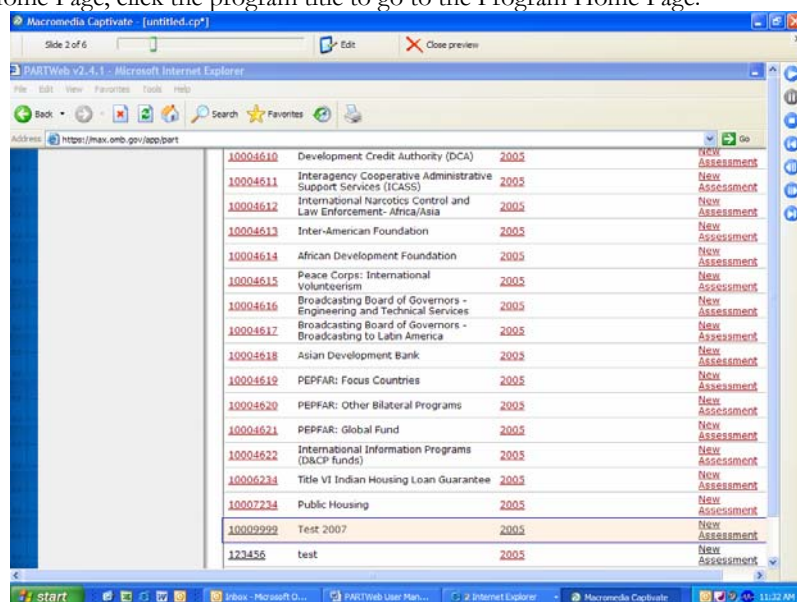 ome Page, click the program title to go to the Program Home Page.
Macromedia Captivate - [untitled.cp*]
Slide 2 of 6 Edit Close preview
PARTWeb v2.4.1 - Microsoft Internet Explorer
File Edit View Favorites Tools Help
Back Search Favorites
Address https://max.omb.gov/app/part Go
10004610 Development Credit Authority (DCA) 2005 New
Assessment
10004611 Interagency Cooperative Administrative
Support Services (ICASS) 2005 New
Assessment
10004612 International Narcotics Control and
Law Enforcement- Africa/Asia 2005 New
Assessment
10004613 Inter-American Foundation 2005 New
Assessment
10004614 African Development Foundation 2005 New
Assessment
10004615 Peace Corps: International
Volunteerism 2005 New
Assessment
10004616 Broadcasting Board of Governors -
Engineering and Technical Services 2005 New
Assessment
10004617 Broadcasting Board of Governors -
Broadcasting to Latin America 2005 New
Assessment
10004618 Asian Development Bank 2005 New
Assessment
10004619 PEPFAR: Focus Countries 2005 New
Assessment
10004620 PEPFAR: Other Bilateral Programs 2005 New
Assessment
10004621 PEPFAR: Global Fund 2005 New
Assessment
10004622 International Information Programs
(D&CP funds) 2005 New
Assessment
10006234 Title VI Indian Housing Loan Guarantee 2005 New
Assessment
10007234 Public Housing 2005 New
Assessment
10009999 Test 2007 2005 New
Assessment
123456 test 2005 New
Assessment
start Inbox - Microsoft O... PARTWeb User Man... 2 Internet Explorer Macromedia Captivate 11:32 AM